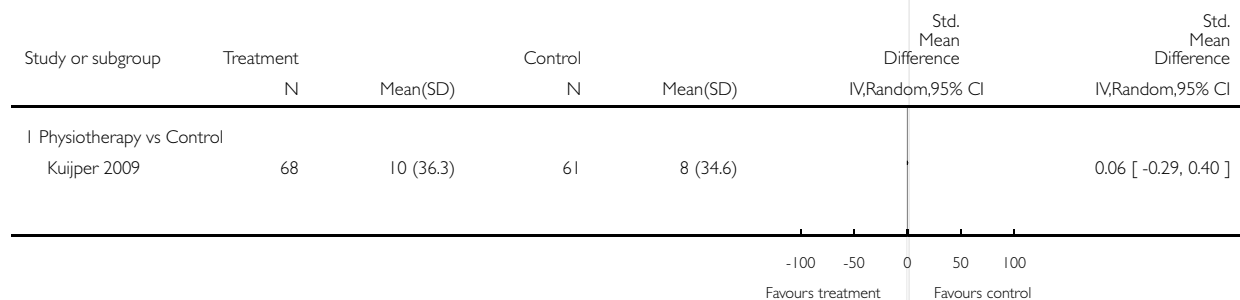 Std.
Mean
Difference
Std.
Mean
Difference
Study or subgroup Treatment Control
N Mean(SD) N Mean(SD) IV,Random,95% CI IV,Random,95% CI
1 Physiotherapy vs Control
Kuijper 2009 68 10 (36.3) 61 8 (34.6) 0.06 [ -0.29, 0.40 ]
-100 -50 0 50 100
Favours treatment Favours control